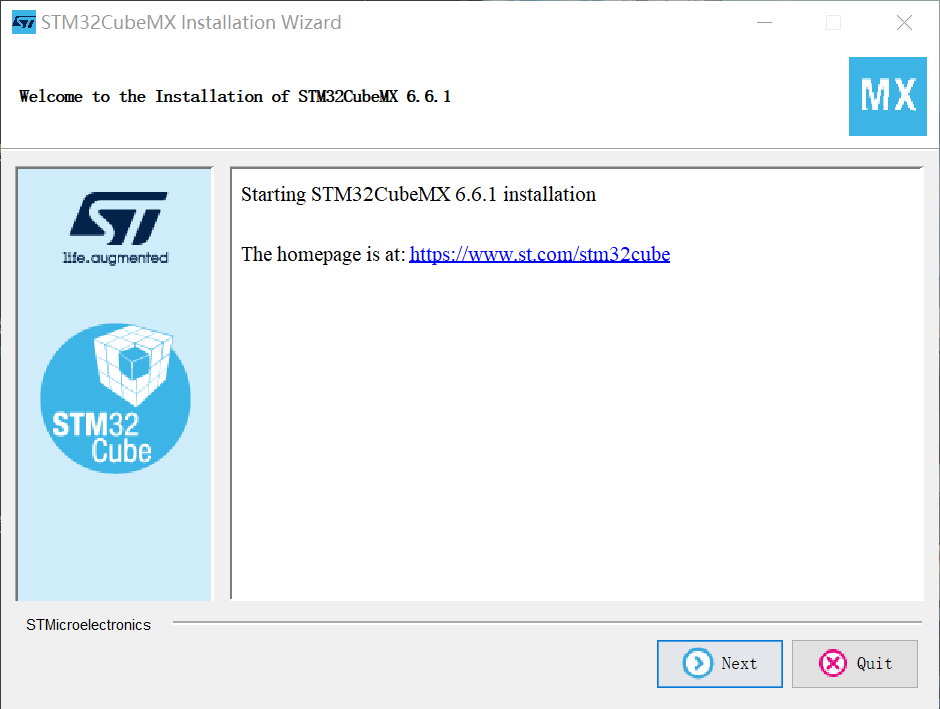 STM32CubeMX Installation Wizard
Welcome to the Installation of STM32CubeMX 6.6.1
MX
ST
life.augmented
STM32
Cube
Starting STM32CubeMX 6.6.1 installation
The homepage is at: https://www.st.com/stm32cube
STMicroelectronics
Next
Quit